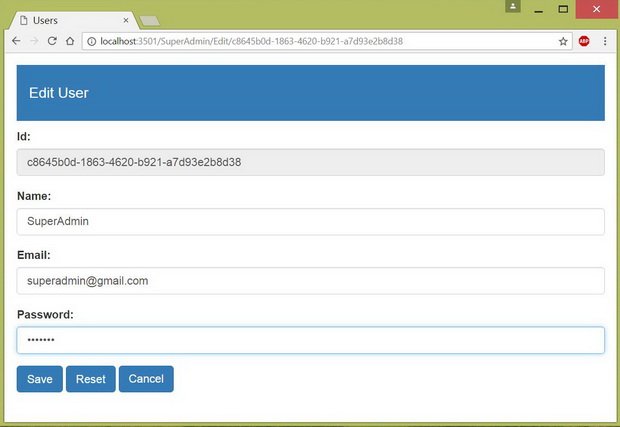 Users
localhost:3501/SuperAdmin/Edit/c8645b0d-1863-4620-b921-a7d93e2b8d38
ABP
Edit User
Id:
c8645b0d-1863-4620-b921-a7d93e2b8d38
Name:
SuperAdmin
Email:
superadmin@gmail.com
Password:
•••••••
Save Reset Cancel